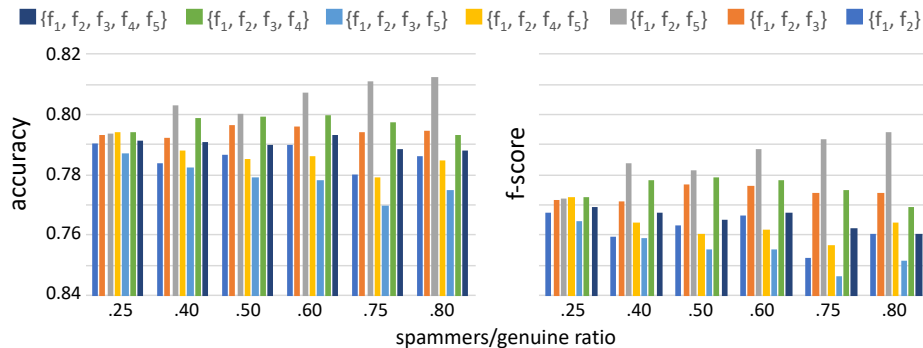 {f₁, f₂, f₃, f₄, f₅} {f₁, f₂, f₃, f₄} {f₁, f₂, f₃, f₅} {f₁, f₂, f₄, f₅} {f₁, f₂, f₅} {f₁, f₂, f₃} {f₁, f₂}
0.82
0.80
0.78
0.76
0.84
accuracy
.25 .40 .50 .60 .75 .80
f-score
.25 .40 .50 .60 .75 .80
spammers/genuine ratio